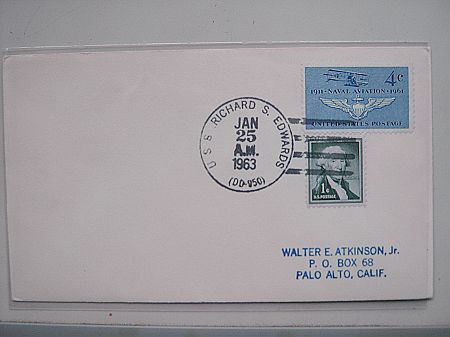 4c
1911·NAVAL AVIATION·1961
UNITED STATES POSTAGE
U.S.S. RICHARD S. EDWARDS
JAN
25
A.M.
1963
(DD-950)
1c
U.S. POSTAGE
WALTER E. ATKINSON, Jr.
P. O. BOX 68
PALO ALTO, CALIF.